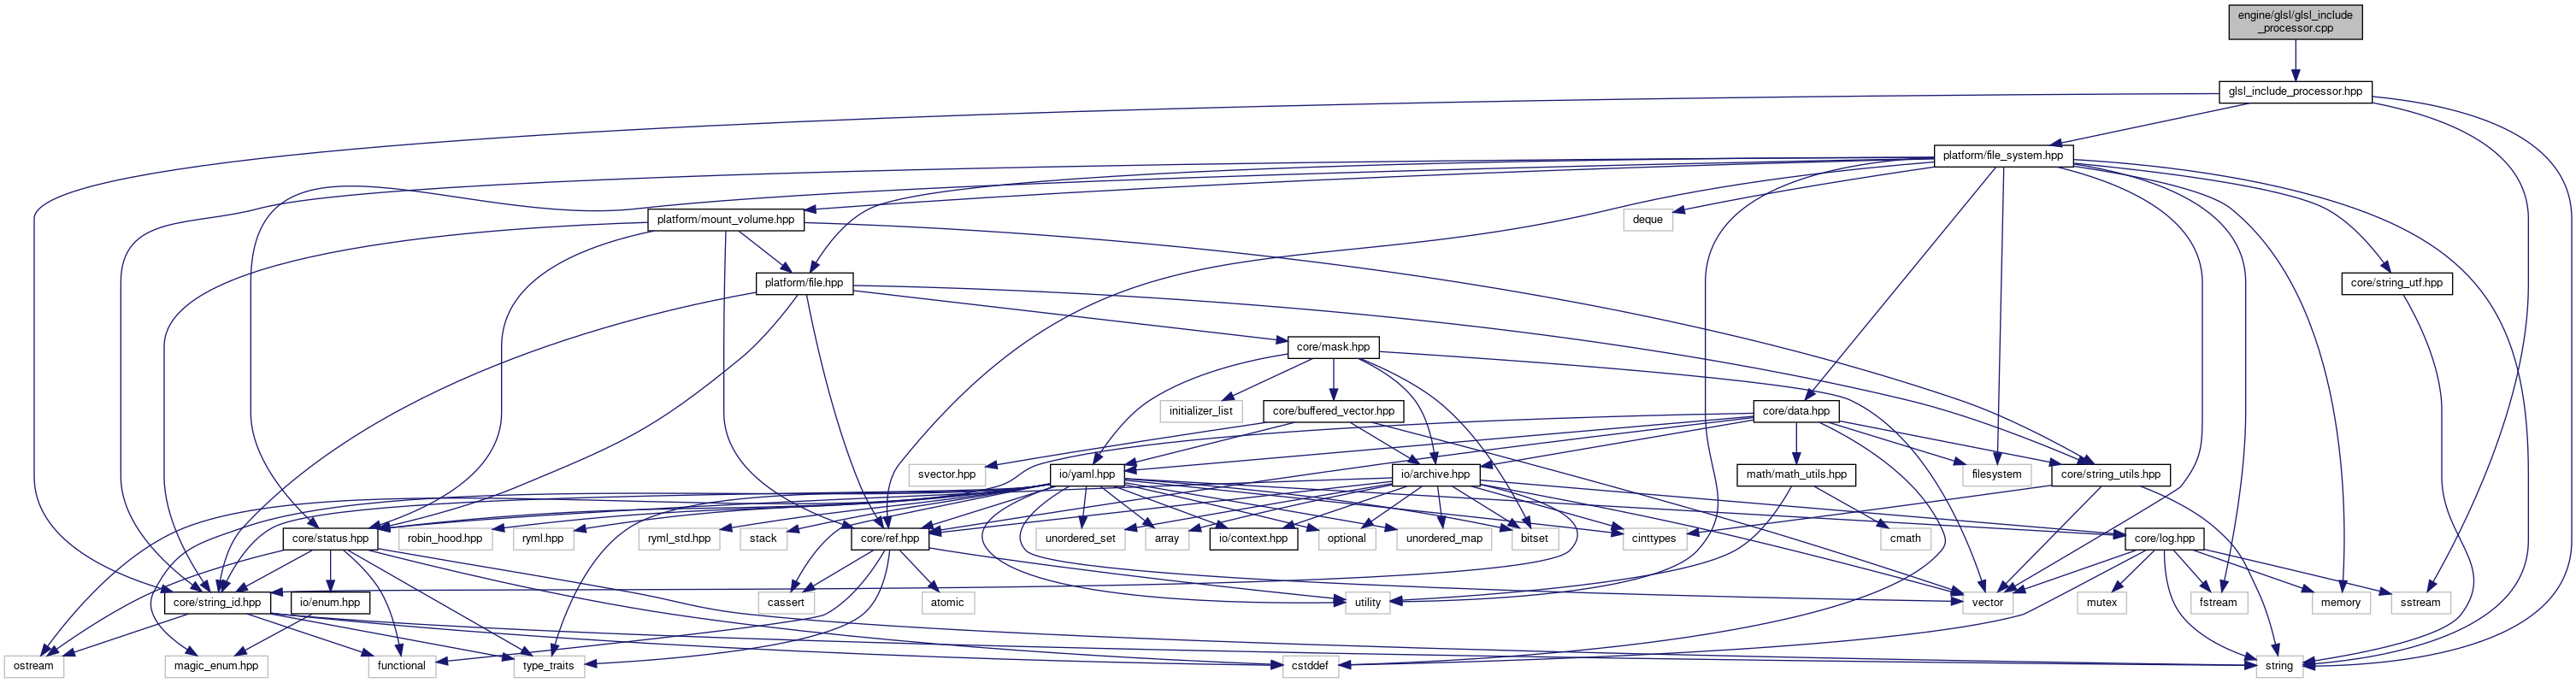 engine/glsl/glsl_include
_processor.cpp
glsl_include_processor.hpp
platform/file_system.hpp
platform/mount_volume.hpp
deque
platform/file.hpp
core/string_utf.hpp
core/mask.hpp
initializer_list
core/buffered_vector.hpp
core/data.hpp
svector.hpp
io/yaml.hpp
io/archive.hpp
math/math_utils.hpp
filesystem
core/string_utils.hpp
core/status.hpp
robin_hood.hpp
ryml.hpp
ryml_std.hpp
stack
core/ref.hpp
unordered_set
array
io/context.hpp
optional
unordered_map
bitset
cinttypes
cmath
core/log.hpp
core/string_id.hpp
io/enum.hpp
cassert
atomic
utility
vector
mutex
fstream
memory
sstream
ostream
magic_enum.hpp
functional
type_traits
cstddef
string